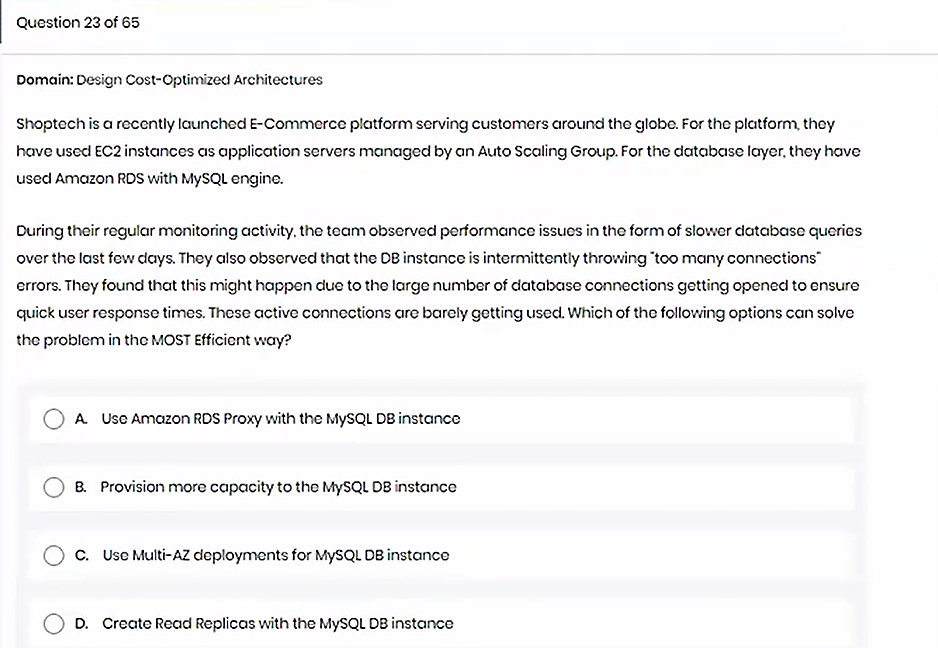 Question 23 of 65
Domain: Design Cost-Optimized Architectures
Shoptech is a recently launched E-Commerce platform serving customers around the globe. For the platform, they
have used EC2 instances as application servers managed by an Auto Scaling Group. For the database layer, they have
used Amazon RDS with MySQL engine.
During their regular monitoring activity, the team observed performance issues in the form of slower database queries
over the last few days. They also observed that the DB instance is intermittently throwing "too many connections"
errors. They found that this might happen due to the large number of database connections getting opened to ensure
quick user response times. These active connections are barely getting used. Which of the following options can solve
the problem in the MOST Efficient way?
A. Use Amazon RDS Proxy with the MySQL DB instance
B. Provision more capacity to the MySQL DB instance
C. Use Multi-AZ deployments for MySQL DB instance
D. Create Read Replicas with the MySQL DB instance